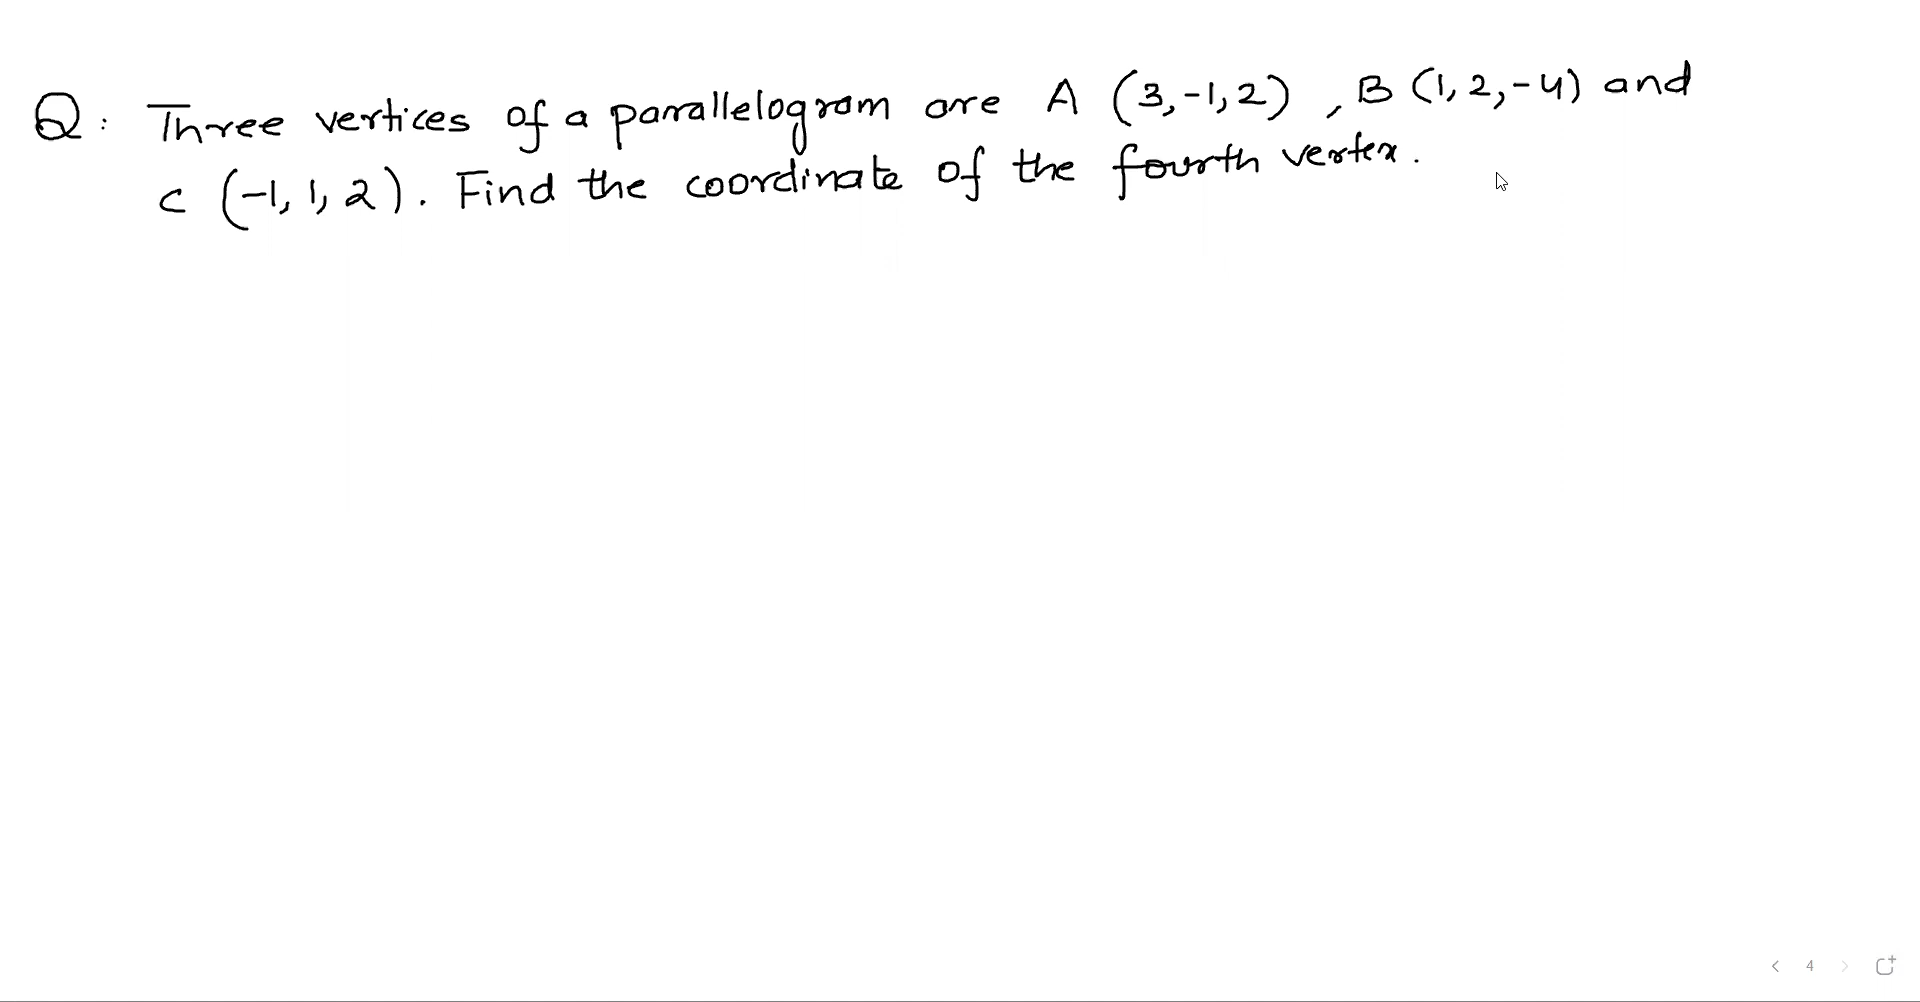 Q: Three vertices of a parallelogram are A (3,-1,2) , B (1, 2,-4) and
C (-1, 1, 2). Find the coordinate of the fourth vertex.
4